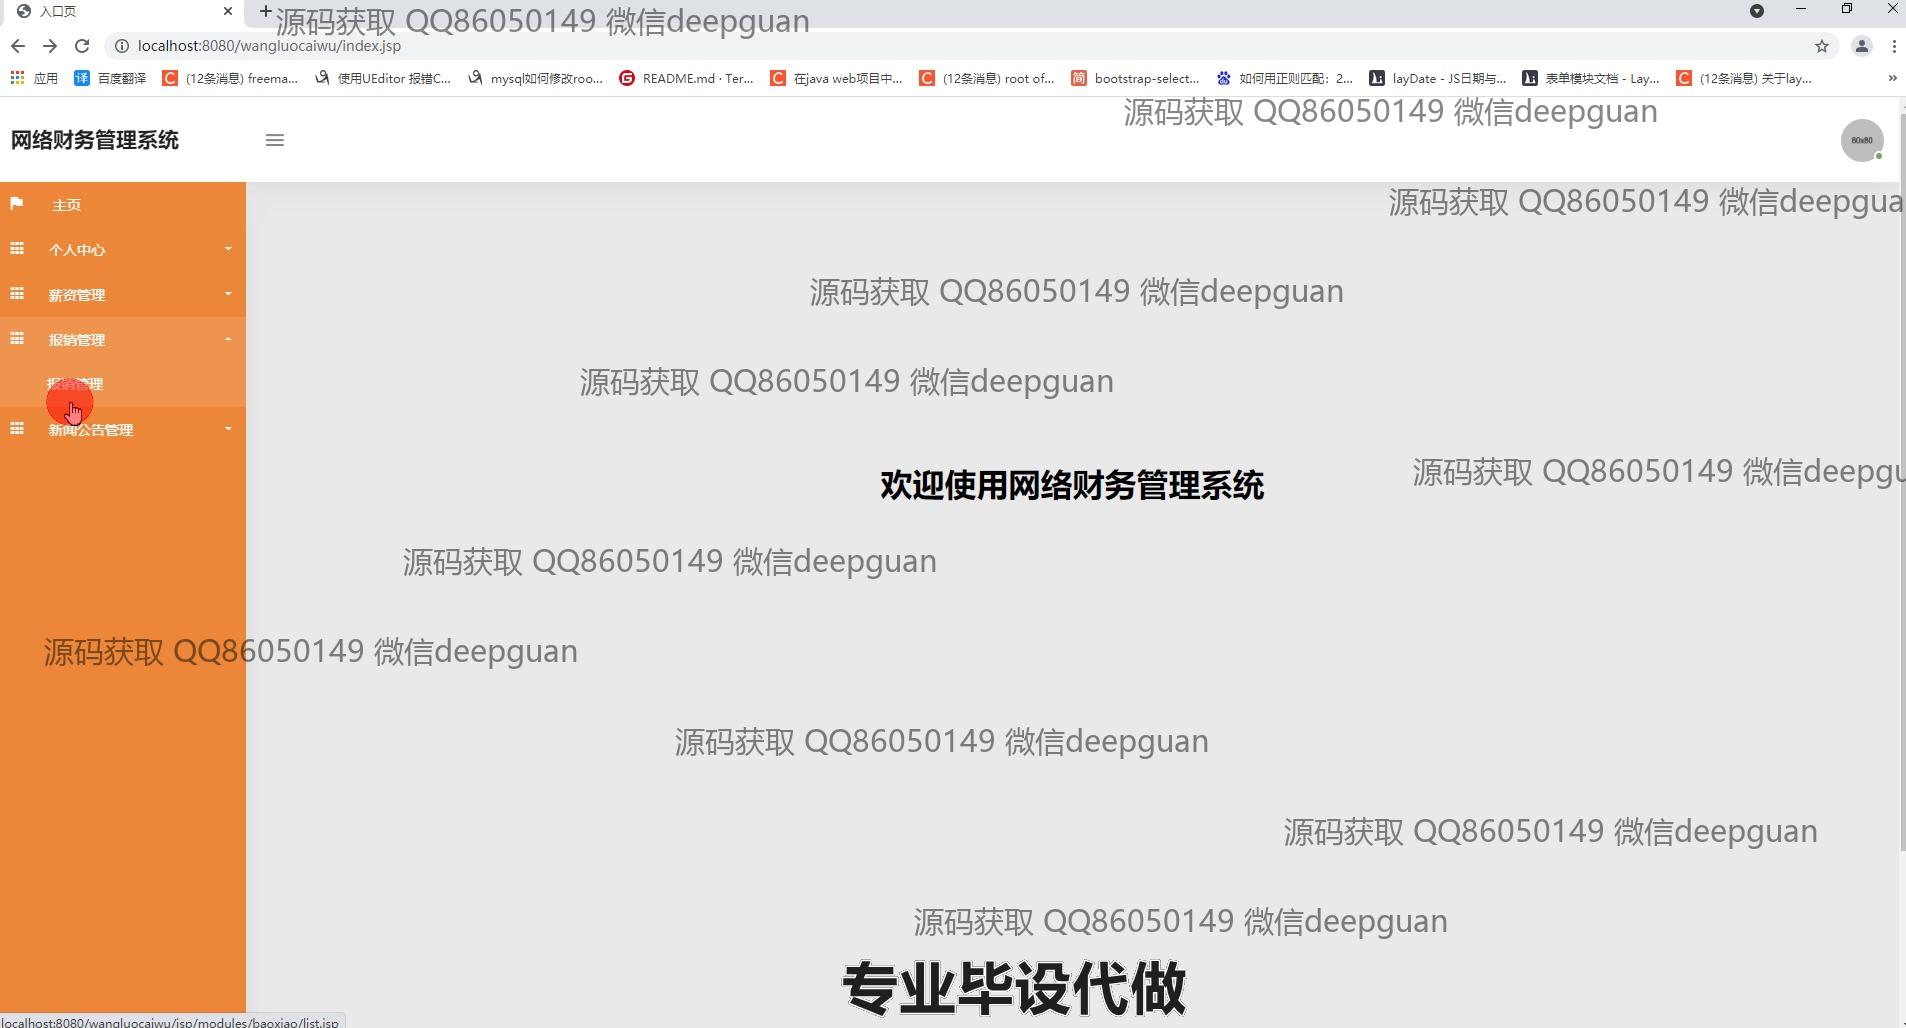 入口页
源码获取 QQ86050149 微信deepguan
localhost:8080/wangluocaiwu/index.jsp
应用 百度翻译 (12条消息) freema... 使用UEditor 报错C... mysql如何修改roo... README.md · Ter... 在java web项目中... (12条消息) root of... bootstrap-select... 如何用正则匹配：2... layDate - JS日期与... 表单模块文档 - Lay... (12条消息) 关于lay...
源码获取 QQ86050149 微信deepguan
网络财务管理系统
80x80
源码获取 QQ86050149 微信deepgua
主页
个人中心
源码获取 QQ86050149 微信deepguan
薪资管理
报销管理
源码获取 QQ86050149 微信deepguan
报销管理
新闻公告管理
源码获取 QQ86050149 微信deepgu
欢迎使用网络财务管理系统
源码获取 QQ86050149 微信deepguan
源码获取 QQ86050149 微信deepguan
源码获取 QQ86050149 微信deepguan
源码获取 QQ86050149 微信deepguan
源码获取 QQ86050149 微信deepguan
专业毕设代做
localhost:8080/wangluocaiwu/jsp/modules/baoxiao/list.jsp